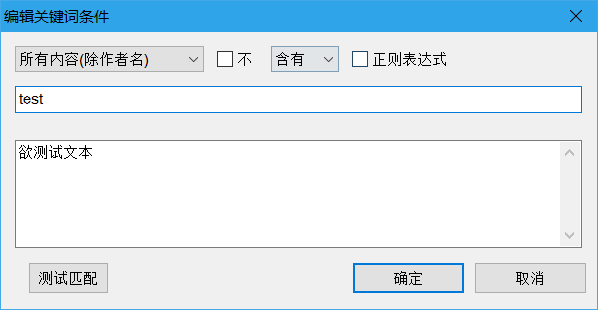 编辑关键词条件
所有内容(除作者名) 不 含有 正则表达式
test
欲测试文本
测试匹配 确定 取消